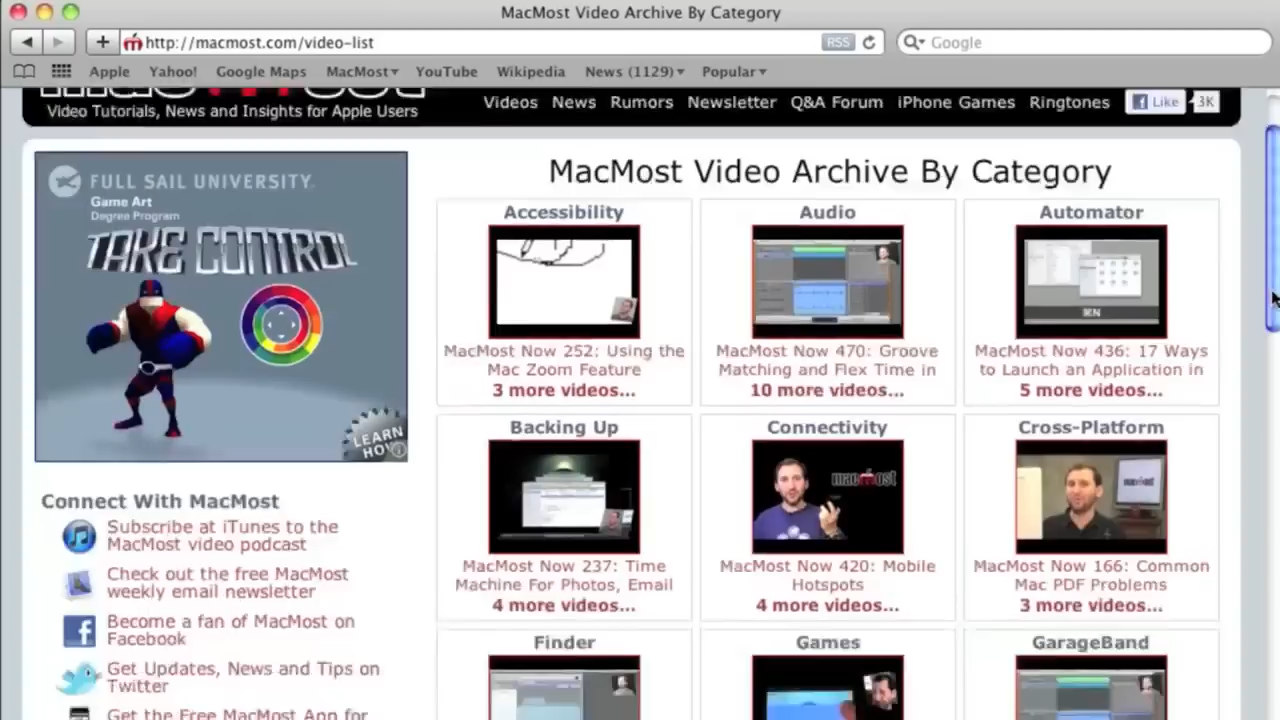 MacMost Video Archive By Category
http://macmost.com/video-list
RSS
Google
Apple
Yahoo!
Google Maps
MacMost
YouTube
Wikipedia
News (1129)
Popular
Video Tutorials, News and Insights for Apple Users
Videos
News
Rumors
Newsletter
Q&A Forum
iPhone Games
Ringtones
Like
3K
FULL SAIL UNIVERSITY.
Game Art
Degree Program
TAKE CONTROL
LEARN
HOW
Connect With MacMost
Subscribe at iTunes to the
MacMost video podcast
Check out the free MacMost
weekly email newsletter
Become a fan of MacMost on
Facebook
Get Updates, News and Tips on
Twitter
Get the Free MacMost App for
MacMost Video Archive By Category
Accessibility
MacMost Now 252: Using the
Mac Zoom Feature
3 more videos...
Audio
MacMost Now 470: Groove
Matching and Flex Time in
10 more videos...
Automator
⌘N
MacMost Now 436: 17 Ways
to Launch an Application in
5 more videos...
Backing Up
MacMost Now 237: Time
Machine For Photos, Email
4 more videos...
Connectivity
macmost
MacMost Now 420: Mobile
Hotspots
4 more videos...
Cross-Platform
macmost
MacMost Now 166: Common
Mac PDF Problems
3 more videos...
Finder
Games
GarageBand